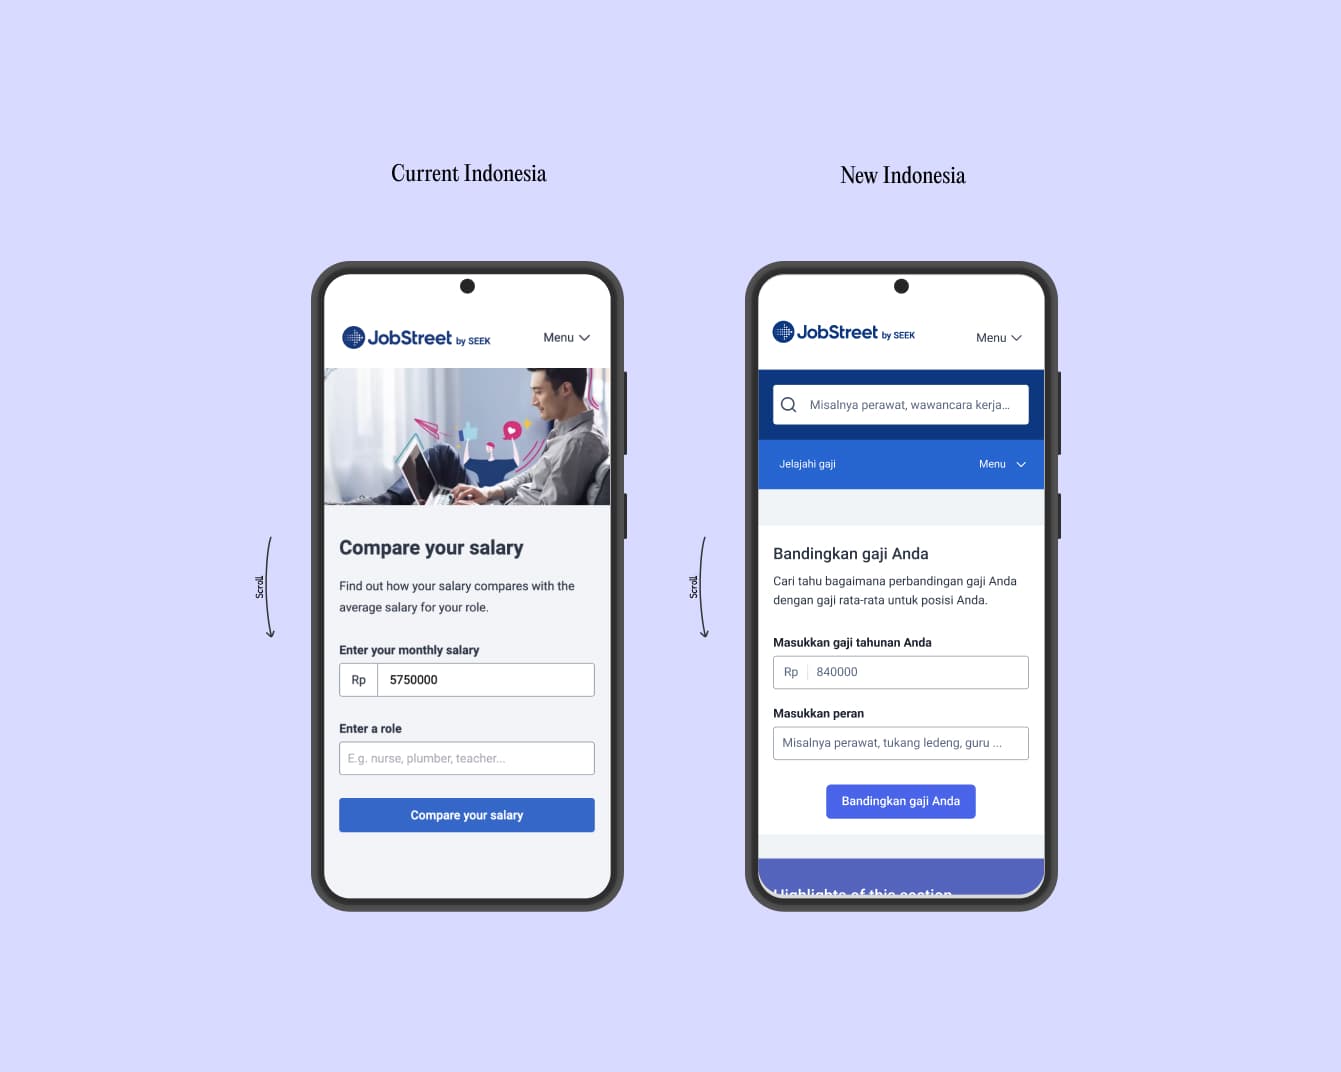 Current Indonesia
JobStreet by SEEK
Menu
Compare your salary
Find out how your salary compares with the
average salary for your role.
Enter your monthly salary
Rp 5750000
Enter a role
E.g. nurse, plumber, teacher...
Compare your salary
Scroll
New Indonesia
JobStreet by SEEK
Menu
Misalnya perawat, wawancara kerja...
Jelajahi gaji
Menu
Bandingkan gaji Anda
Cari tahu bagaimana perbandingan gaji Anda
dengan gaji rata-rata untuk posisi Anda.
Masukkan gaji tahunan Anda
Rp 840000
Masukkan peran
Misalnya perawat, tukang ledeng, guru ...
Bandingkan gaji Anda
Highlights of this section
Scroll